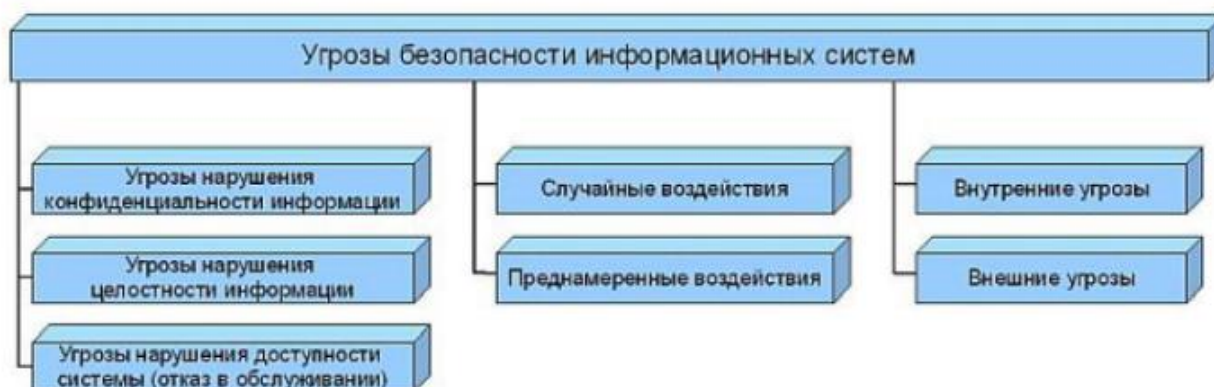 Угрозы безопасности информационных систем
Угрозы нарушения
конфиденциальности информации
Угрозы нарушения
целостности информации
Угрозы нарушения доступности
системы (отказ в обслуживании)
Случайные воздействия
Преднамеренные воздействия
Внутренние угрозы
Внешние угрозы